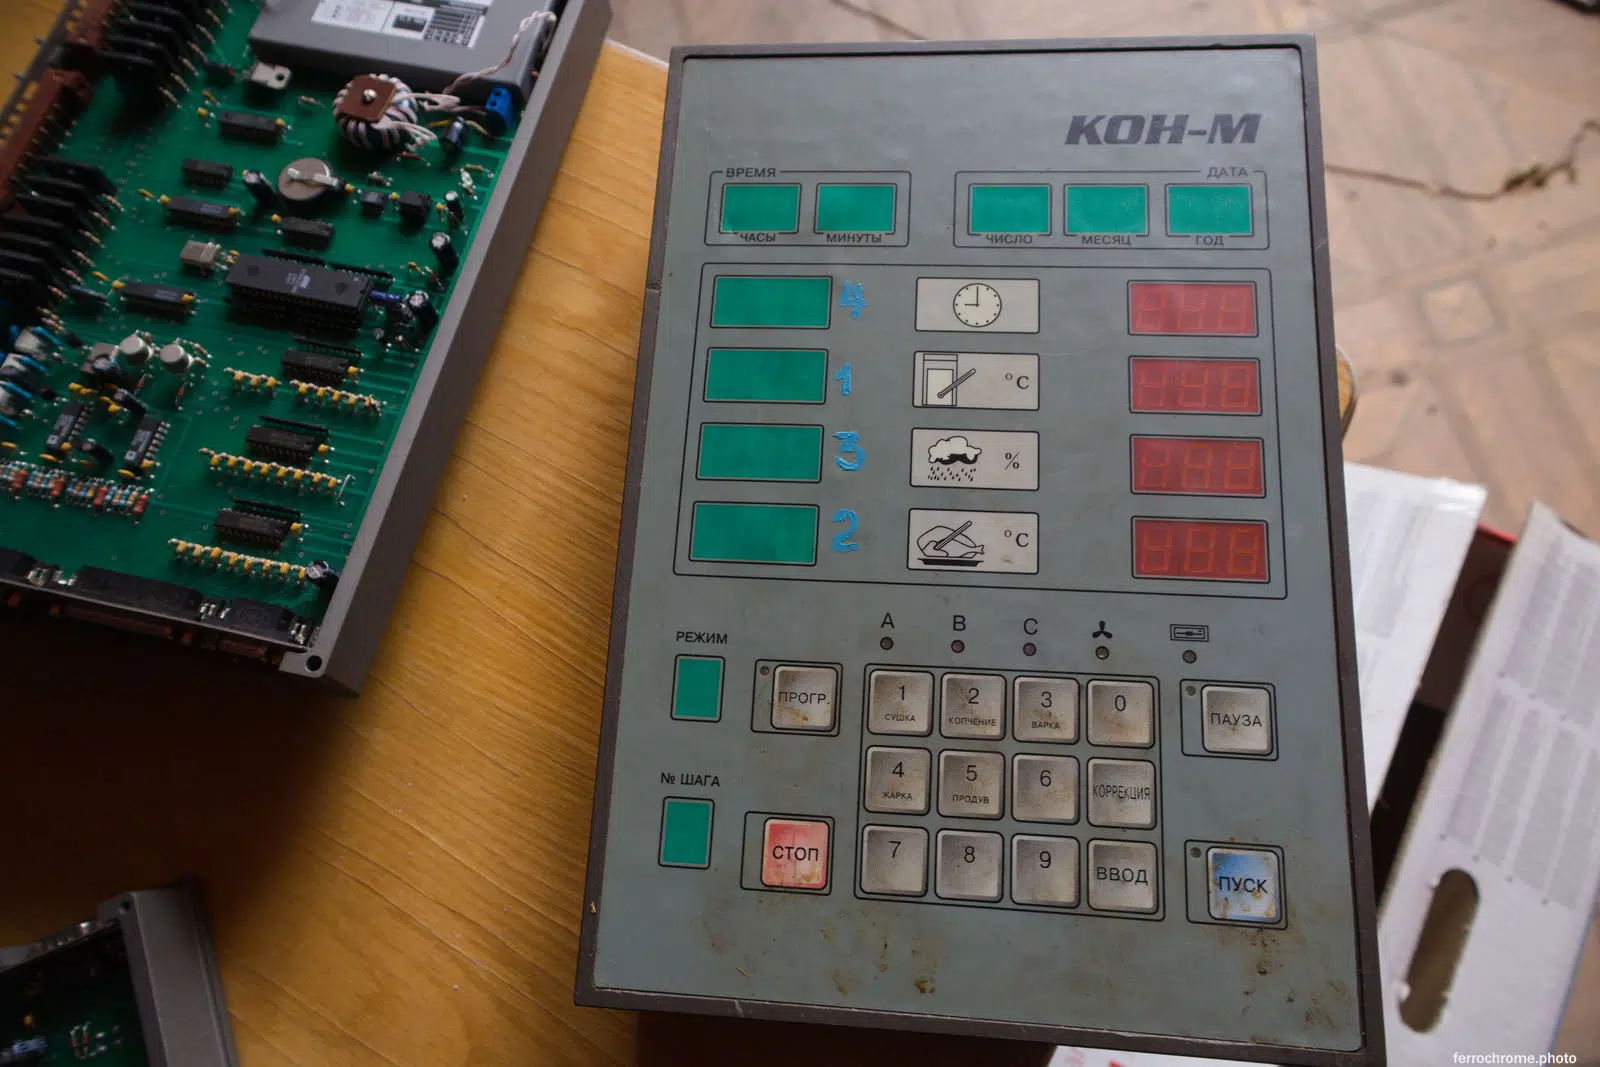 КОН-М
ВРЕМЯ
ДАТА
ЧАСЫ
МИНУТЫ
ЧИСЛО
МЕСЯЦ
ГОД
4
1
°C
3
%
2
°C
A B C
РЕЖИМ
ПРОГР.
1
СУШКА
2
КОПЧЕНИЕ
3
ВАРКА
0
ПАУЗА
№ ШАГА
4
ЖАРКА
5
ПРОДУВ
6
КОРРЕКЦИЯ
СТОП
7
8
9
ВВОД
ПУСК
ferrochrome.photo